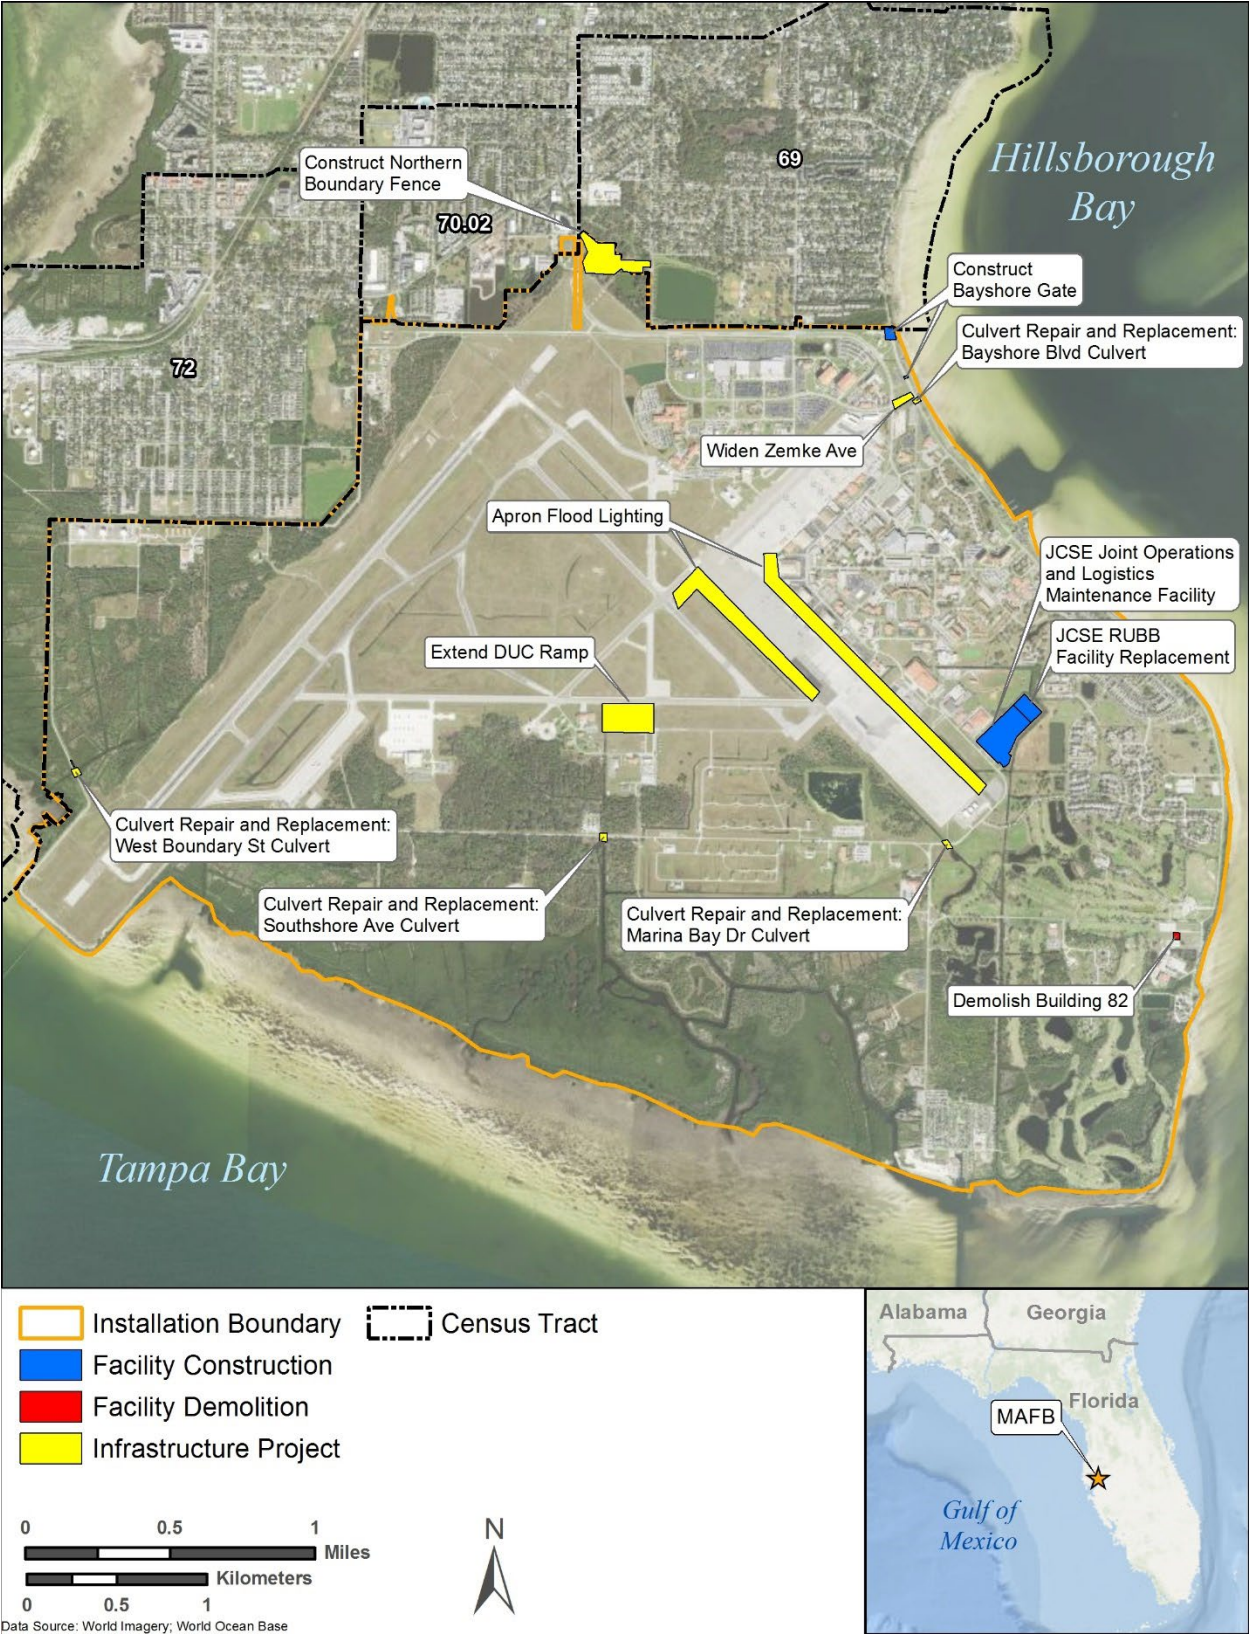 Construct Northern
Boundary Fence
69
Hillsborough
Bay
70.02
Construct
Bayshore Gate
Culvert Repair and Replacement:
Bayshore Blvd Culvert
72
Widen Zemke Ave
Apron Flood Lighting
JCSE Joint Operations
and Logistics
Maintenance Facility
JCSE RUBB
Facility Replacement
Extend DUC Ramp
Culvert Repair and Replacement:
West Boundary St Culvert
Culvert Repair and Replacement:
Southshore Ave Culvert
Culvert Repair and Replacement:
Marina Bay Dr Culvert
Demolish Building 82
Tampa Bay
Installation Boundary
Census Tract
Facility Construction
Facility Demolition
Infrastructure Project
0 0.5 1
Miles
Kilometers
0 0.5 1
N
Data Source: World Imagery; World Ocean Base
Alabama
Georgia
Florida
MAFB
Gulf of
Mexico